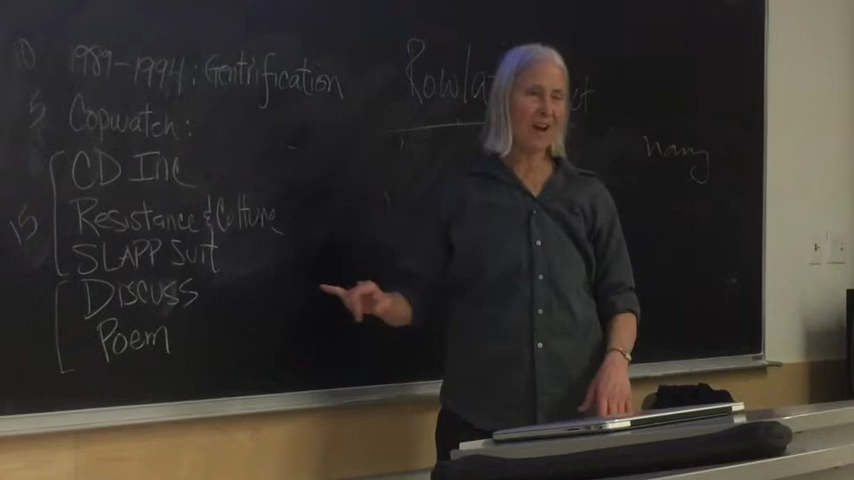 10 1989-1994: Gentrification
5 Copwatch:
CD Inc
15 Resistance & Culture
SLAPP Suit
Discuss
Poem